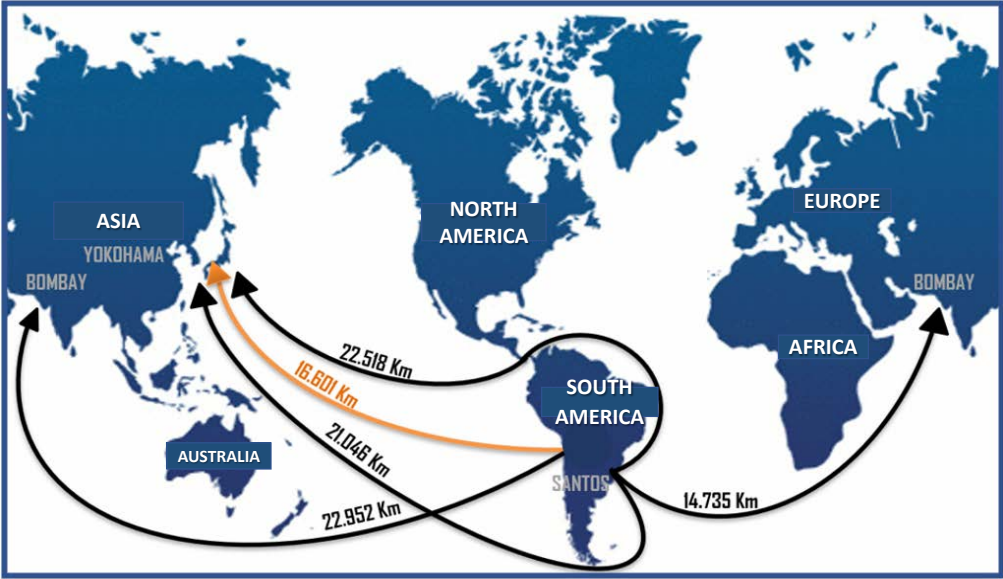 ASIA
YOKOHAMA
BOMBAY
NORTH
AMERICA
EUROPE
BOMBAY
AFRICA
SOUTH
AMERICA
AUSTRALIA
SANTOS
22.518 Km
16.601 Km
21.046 Km
22.952 Km
14.735 Km